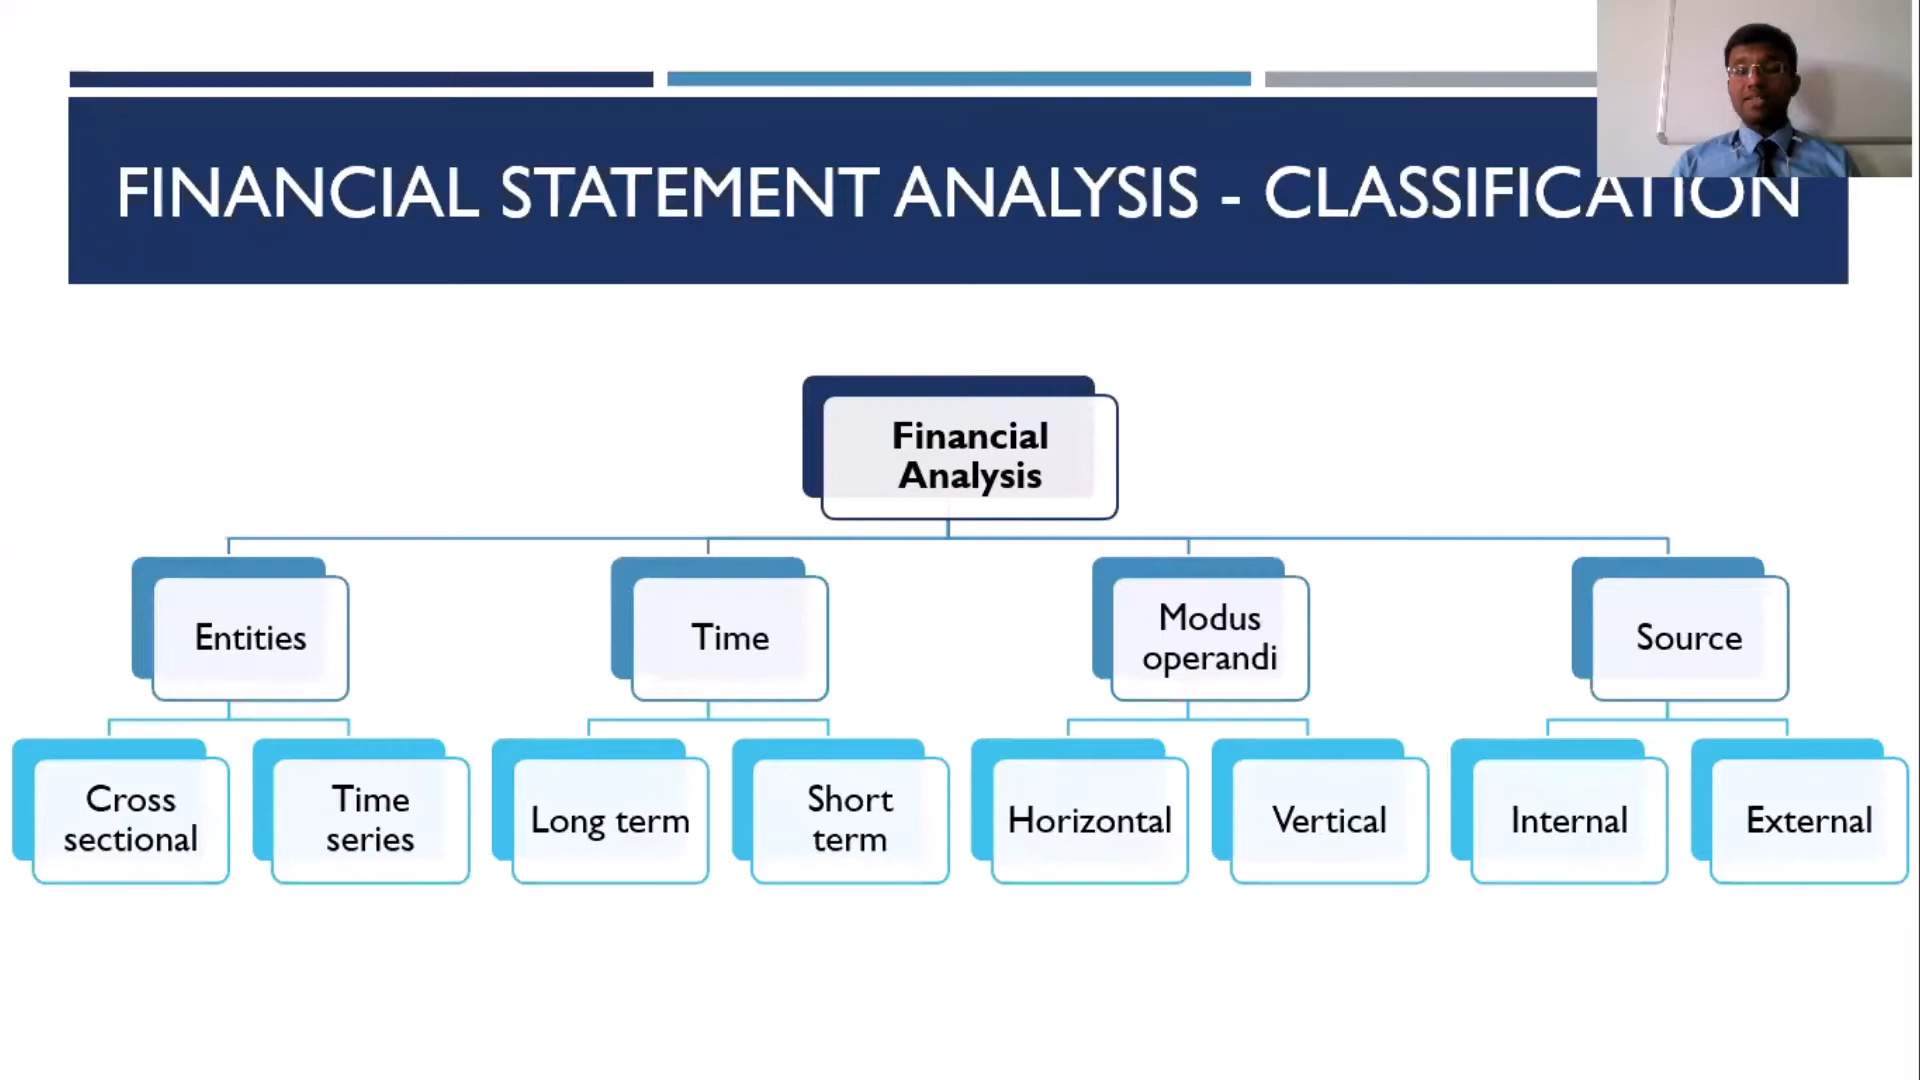 FINANCIAL STATEMENT ANALYSIS - CLASSIFICATION
Financial
Analysis
Entities
Time
Modus
operandi
Source
Cross
sectional
Time
series
Long term
Short
term
Horizontal
Vertical
Internal
External